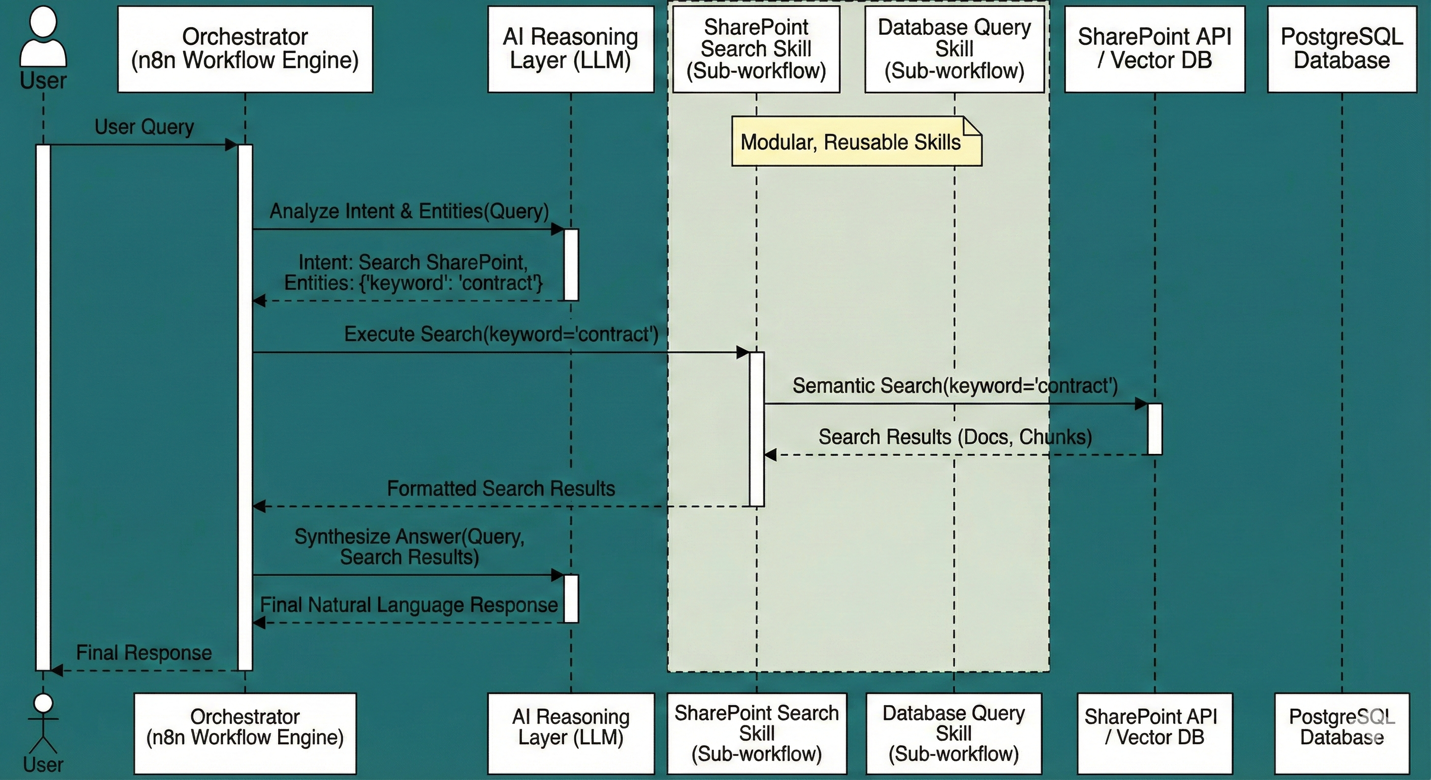 User
Orchestrator
(n8n Workflow Engine)
AI Reasoning
Layer (LLM)
SharePoint
Search Skill
(Sub-workflow)
Database Query
Skill
(Sub-workflow)
SharePoint API
/ Vector DB
PostgreSQL
Database
Modular, Reusable Skills
User Query
Analyze Intent & Entities(Query)
Intent: Search SharePoint,
Entities: {'keyword': 'contract'}
Execute Search(keyword='contract')
Semantic Search(keyword='contract')
Search Results (Docs, Chunks)
Formatted Search Results
Synthesize Answer(Query,
Search Results)
Final Natural Language Response
Final Response
User
Orchestrator
(n8n Workflow Engine)
AI Reasoning
Layer (LLM)
SharePoint Search
Skill
(Sub-workflow)
Database Query
Skill
(Sub-workflow)
SharePoint API
/ Vector DB
PostgreSQL
Database